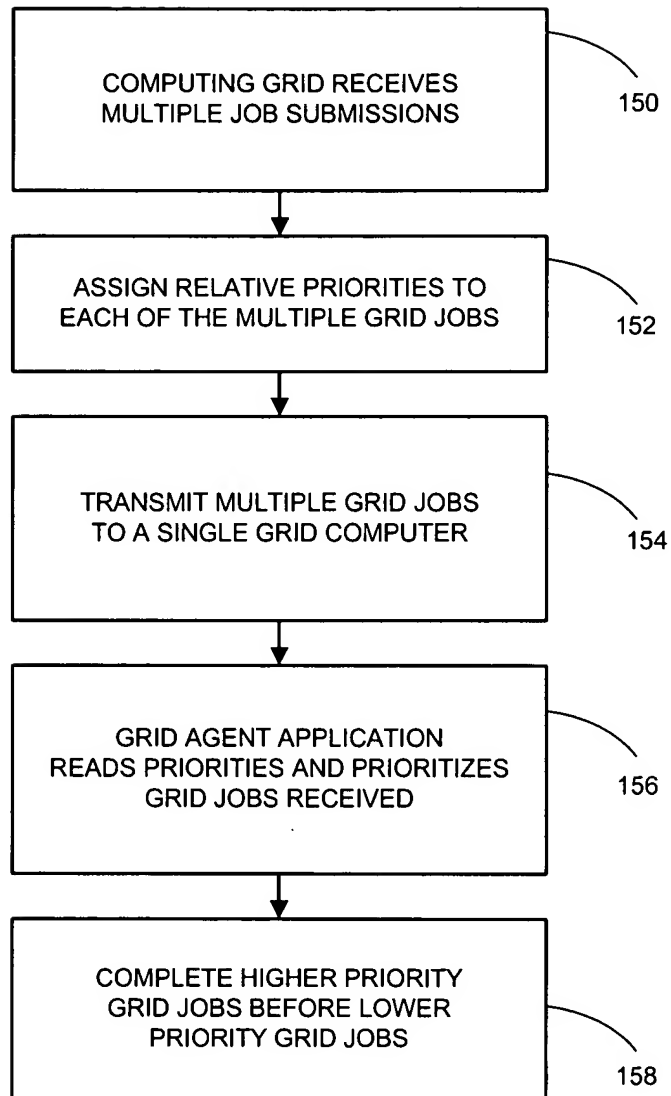 COMPUTING GRID RECEIVES
MULTIPLE JOB SUBMISSIONS
150
ASSIGN RELATIVE PRIORITIES TO
EACH OF THE MULTIPLE GRID JOBS
152
TRANSMIT MULTIPLE GRID JOBS
TO A SINGLE GRID COMPUTER
154
GRID AGENT APPLICATION
READS PRIORITIES AND PRIORITIZES
GRID JOBS RECEIVED
156
COMPLETE HIGHER PRIORITY
GRID JOBS BEFORE LOWER
PRIORITY GRID JOBS
158